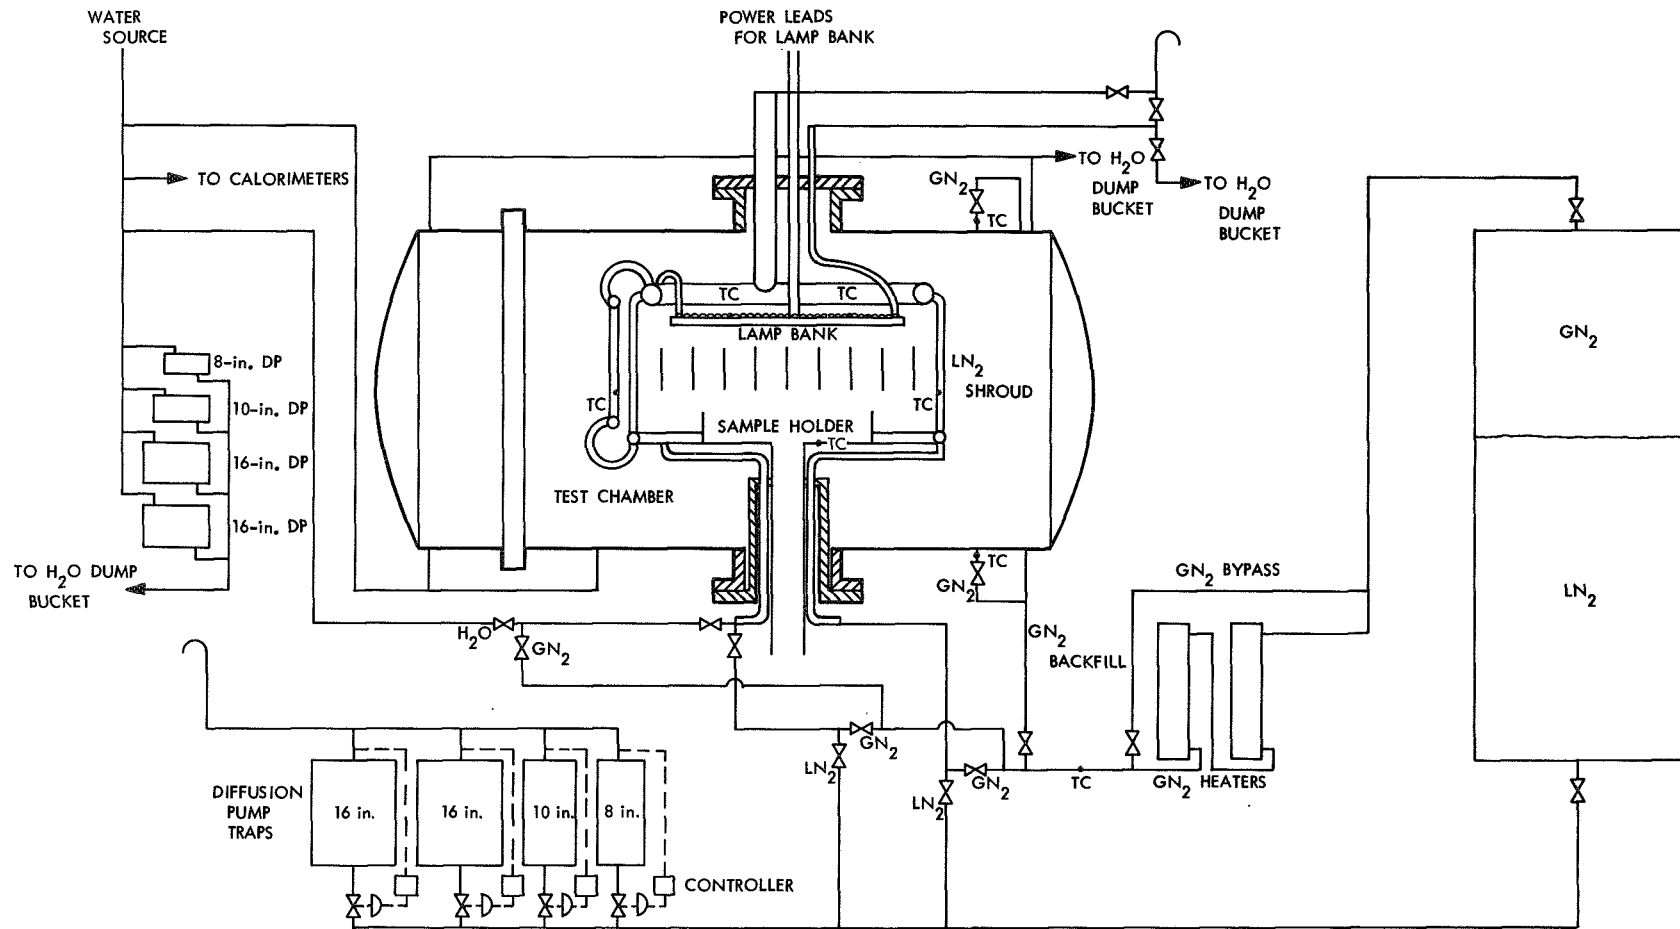 WATER
SOURCE
POWER LEADS
FOR LAMP BANK
TO CALORIMETERS
TO H2O
DUMP
BUCKET
TO H2O
DUMP
BUCKET
GN2
TC
TC
TC
LAMP BANK
GN2
LN2
SHROUD
8-in. DP
10-in. DP
16-in. DP
16-in. DP
TC
TC
SAMPLE HOLDER
TC
TEST CHAMBER
TO H2O DUMP
BUCKET
TC
GN2
GN2 BYPASS
LN2
H2O
GN2
GN2
BACKFILL
GN2
LN2
GN2
LN2
TC
GN2 HEATERS
DIFFUSION
PUMP
TRAPS
16 in.
16 in.
10 in.
8 in.
CONTROLLER